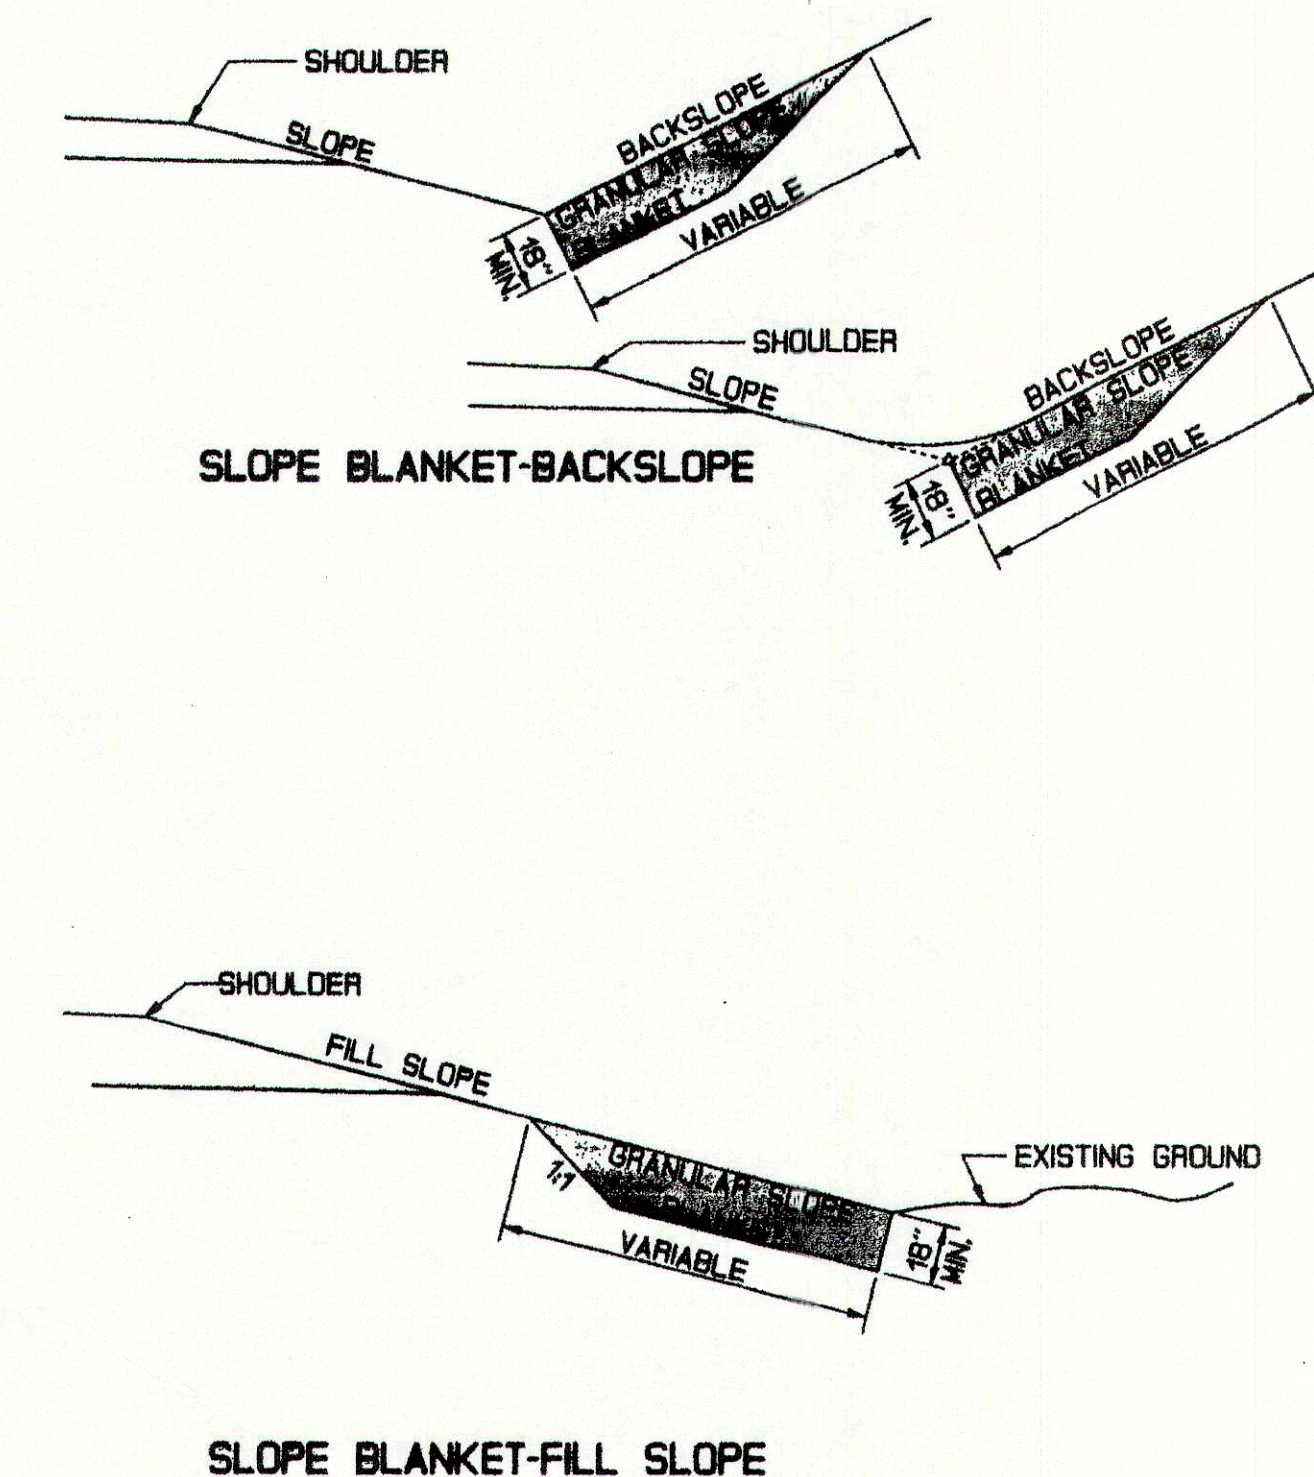 SHOULDER
SLOPE
BACKSLOPE
GRANULAR SLOPE
BLANKET
VARIABLE
18"
MIN.
SHOULDER
SLOPE
BACKSLOPE
GRANULAR SLOPE
BLANKET
VARIABLE
18"
MIN.
SLOPE BLANKET-BACKSLOPE
SHOULDER
FILL SLOPE
1:1
GRANULAR SLOPE
VARIABLE
18"
MIN.
EXISTING GROUND
SLOPE BLANKET-FILL SLOPE